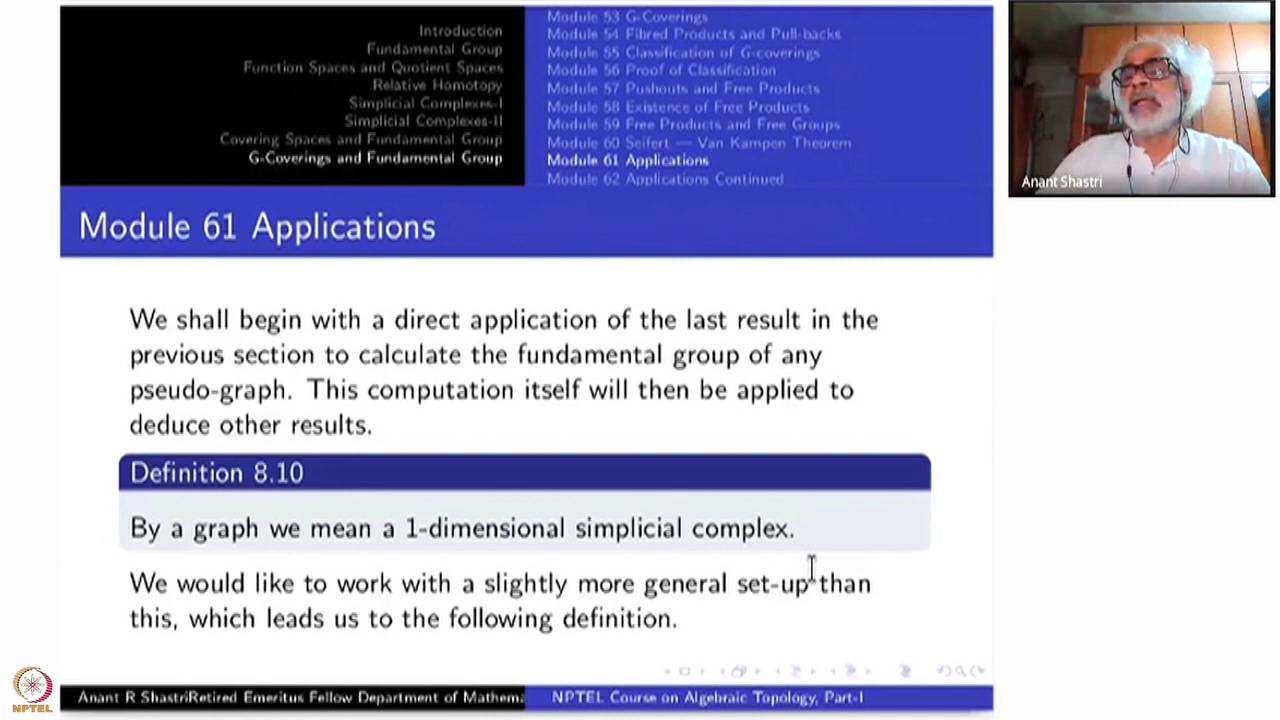 Introduction
Fundamental Group
Function Spaces and Quotient Spaces
Relative Homotopy
Simplicial Complexes-I
Simplicial Complexes-II
Covering Spaces and Fundamental Group
G-Coverings and Fundamental Group
Module 53 G-Coverings
Module 54 Fibred Products and Pull-backs
Module 55 Classification of G-coverings
Module 56 Proof of Classification
Module 57 Pushouts and Free Products
Module 58 Existence of Free Products
Module 59 Free Products and Free Groups
Module 60 Seifert — Van Kampen Theorem
Module 61 Applications
Module 62 Applications Continued
Anant Shastri
Module 61 Applications
We shall begin with a direct application of the last result in the
previous section to calculate the fundamental group of any
pseudo-graph. This computation itself will then be applied to
deduce other results.
Definition 8.10
By a graph we mean a 1-dimensional simplicial complex.
We would like to work with a slightly more general set-up than
this, which leads us to the following definition.
NPTEL
Anant R ShastriRetired Emeritus Fellow Department of Mathema
NPTEL Course on Algebraic Topology, Part-I